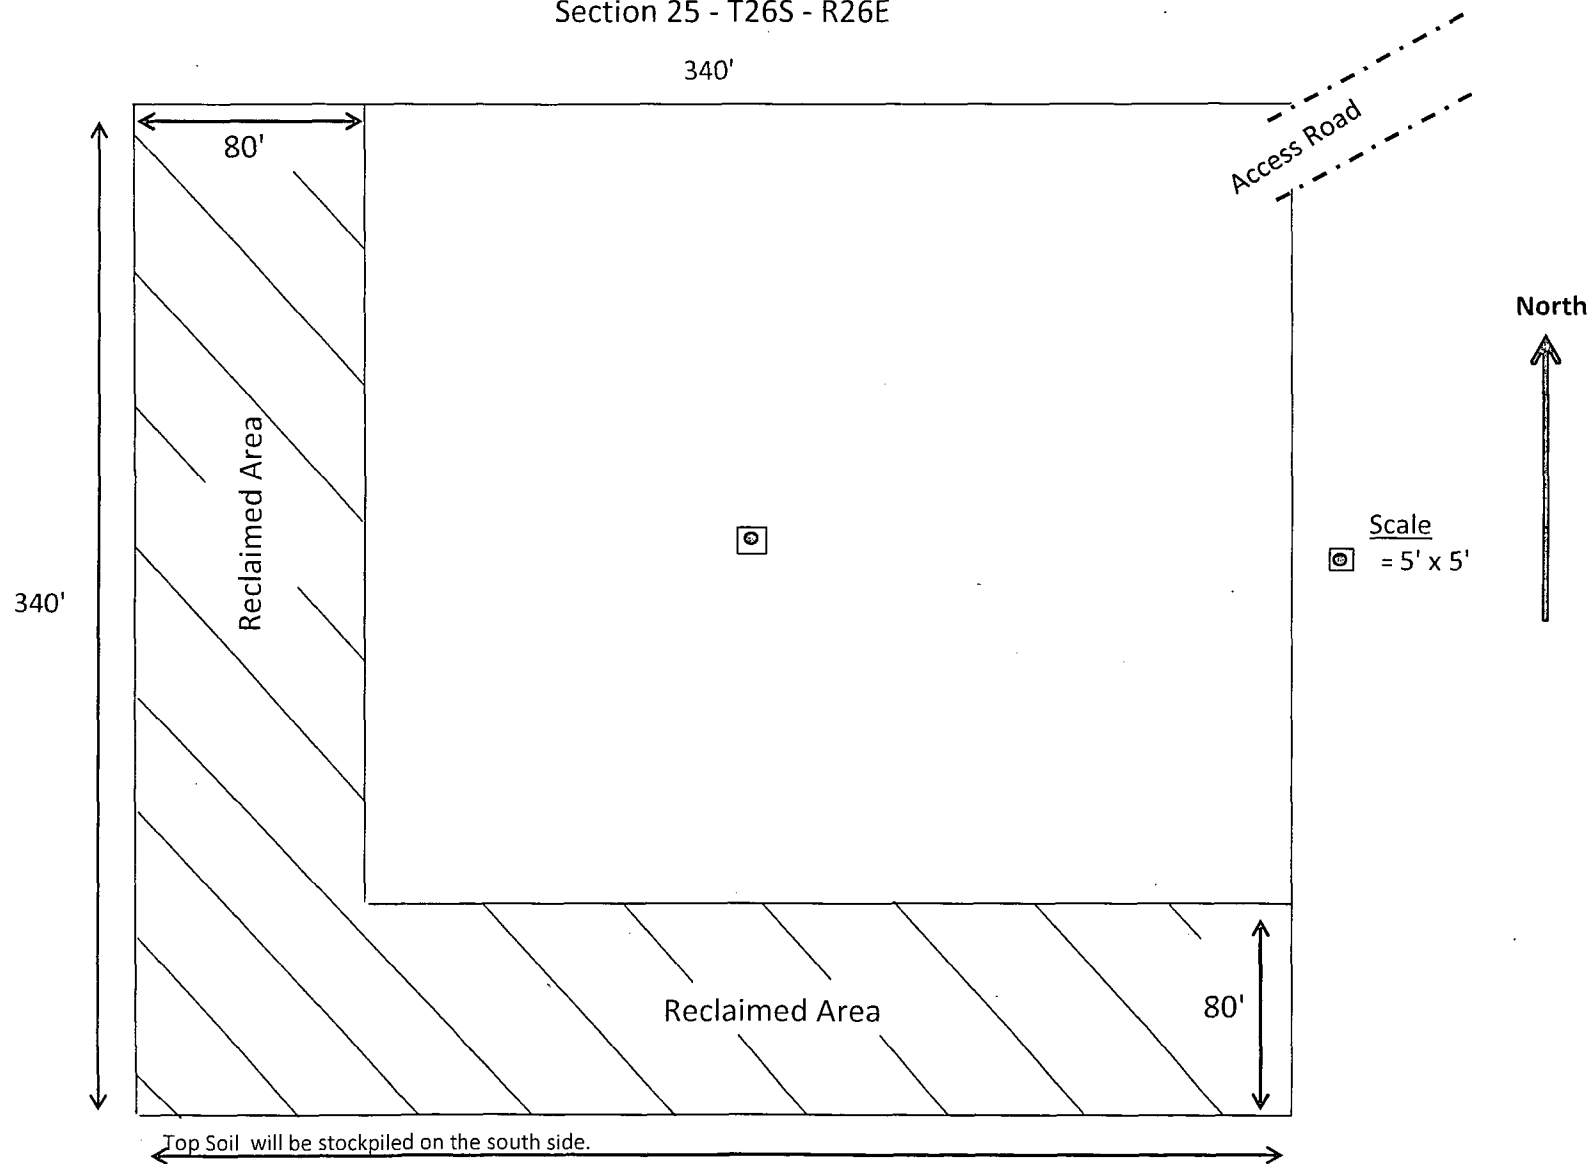 Section 25 - T26S - R26E
340'
80'
Access Road
North
Reclaimed Area
Scale
= 5' x 5'
340'
Reclaimed Area
80'
Top Soil will be stockpiled on the south side.